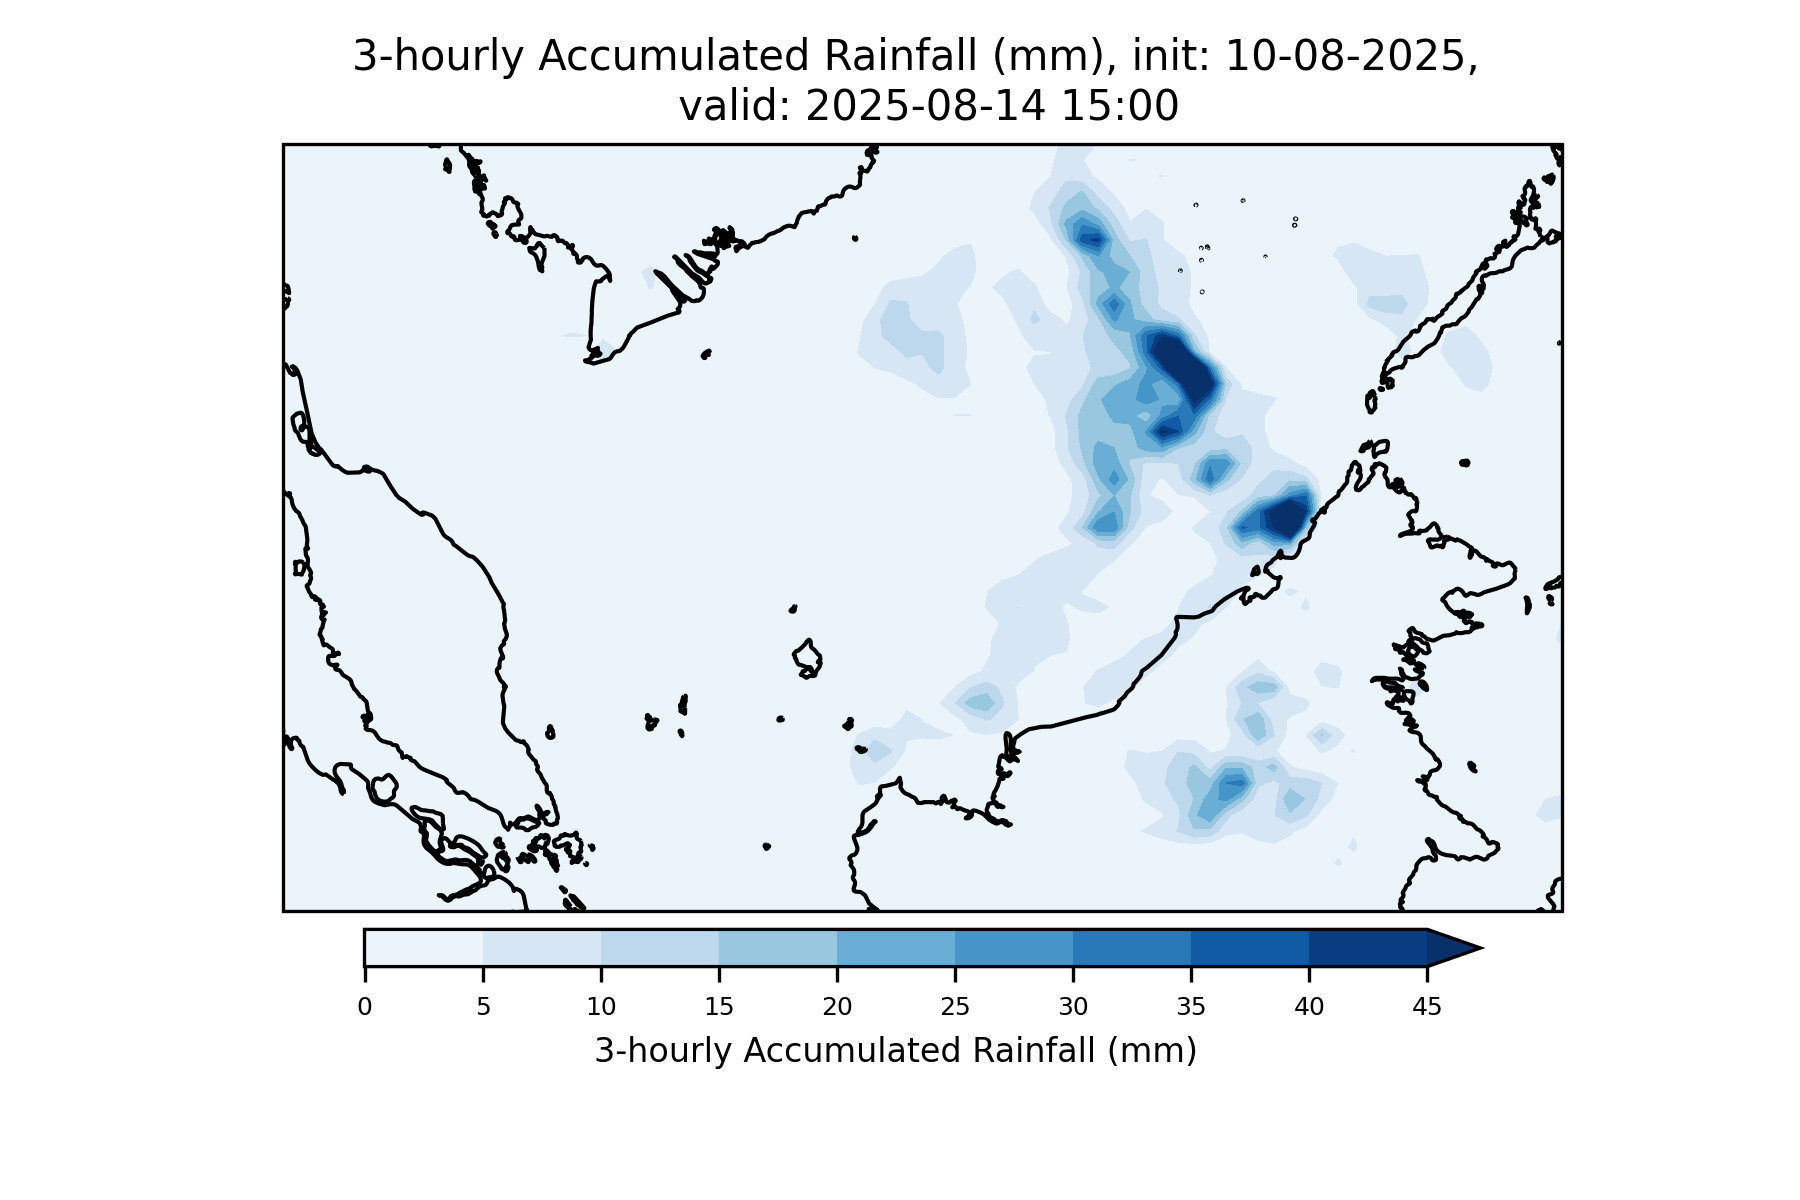 3-hourly Accumulated Rainfall (mm), init: 10-08-2025,
valid: 2025-08-14 15:00
0 5 10 15 20 25 30 35 40 45
3-hourly Accumulated Rainfall (mm)